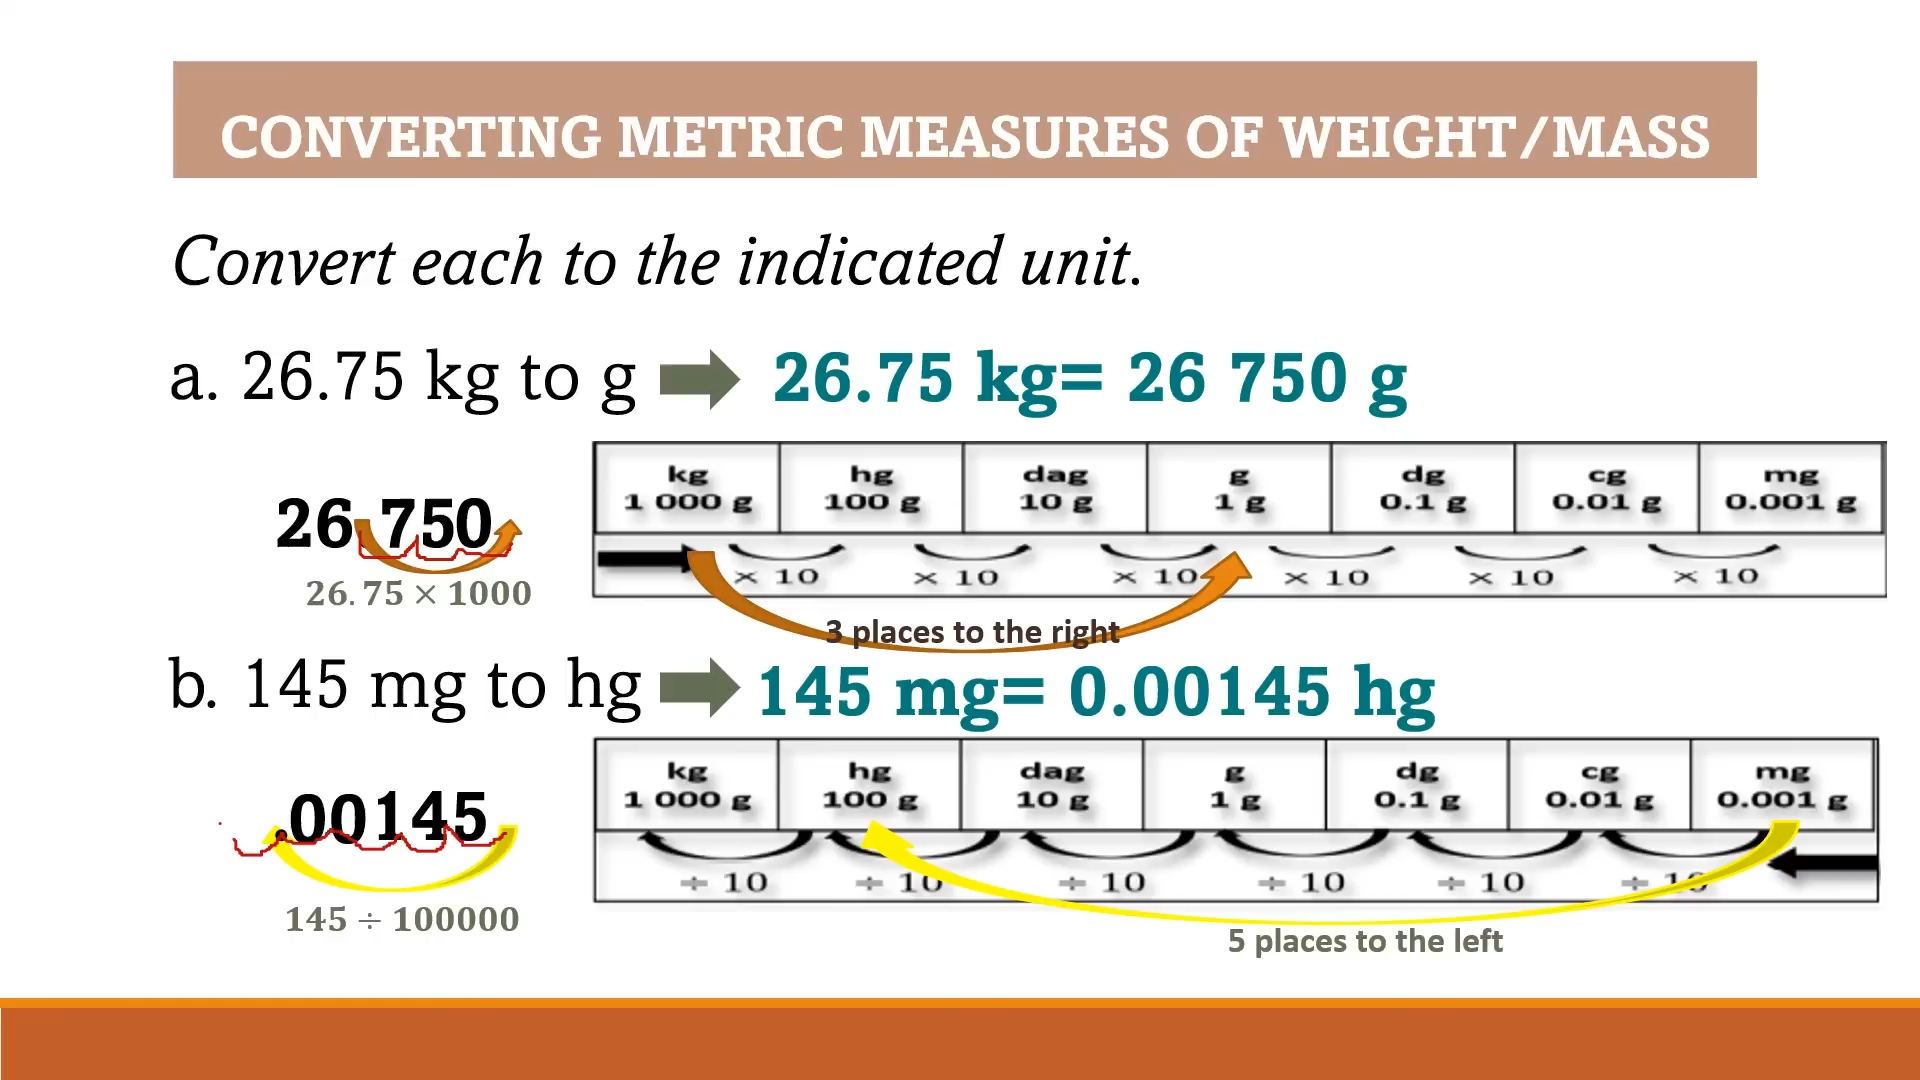 CONVERTING METRIC MEASURES OF WEIGHT/MASS
Convert each to the indicated unit.
a. 26.75 kg to g
26.75 kg= 26 750 g
kg hg dag g dg cg mg
1 000 g 100 g 10 g 1 g 0.1 g 0.01 g 0.001 g
26 750
× 10 × 10 × 10 × 10 × 10 × 10
26.75 × 1000
3 places to the right
b. 145 mg to hg
145 mg= 0.00145 hg
kg hg dag g dg cg mg
1 000 g 100 g 10 g 1 g 0.1 g 0.01 g 0.001 g
.00145
÷ 10 ÷ 10 ÷ 10 ÷ 10 ÷ 10 ÷ 10
145 ÷ 100000
5 places to the left